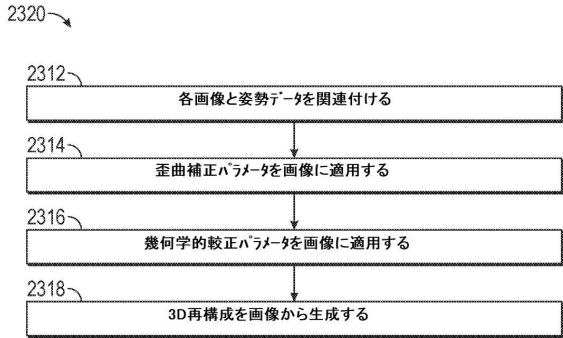 2320
2312
各画像と姿勢ﾃﾞｰﾀを関連付ける
2314
歪曲補正ﾊﾟﾗﾒｰﾀを画像に適用する
2316
幾何学的較正ﾊﾟﾗﾒｰﾀを画像に適用する
2318
3D再構成を画像から生成する